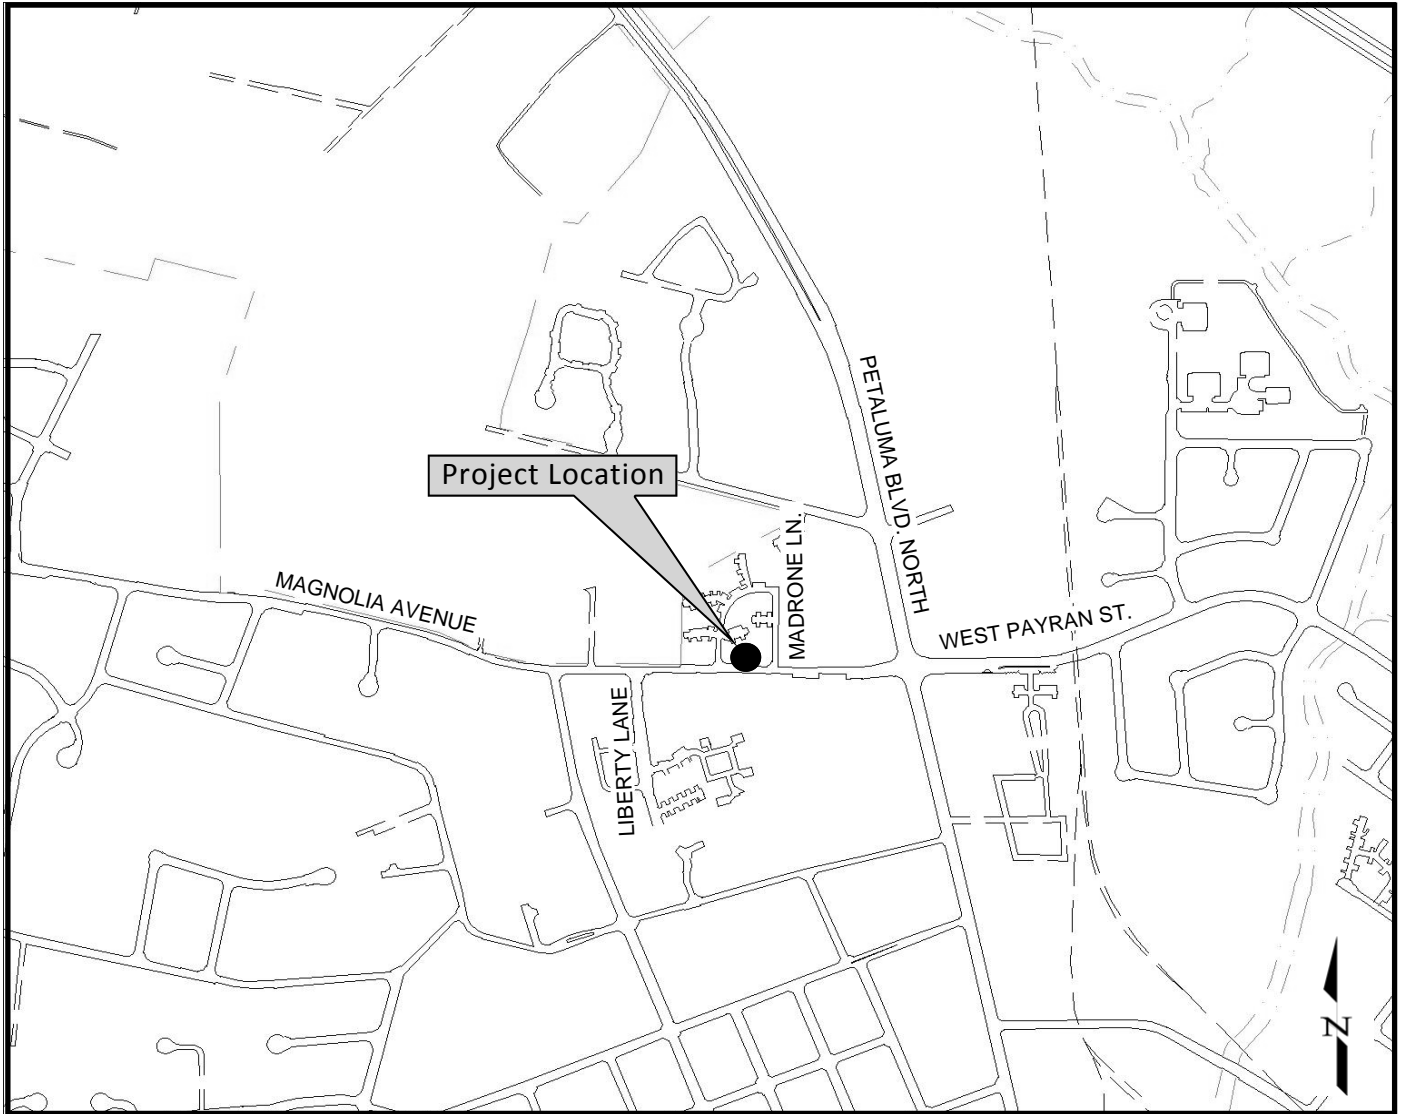 PETALUMA BLVD. NORTH
Project Location
MADRONE LN.
MAGNOLIA AVENUE
WEST PAYRAN ST.
LIBERTY LANE
N